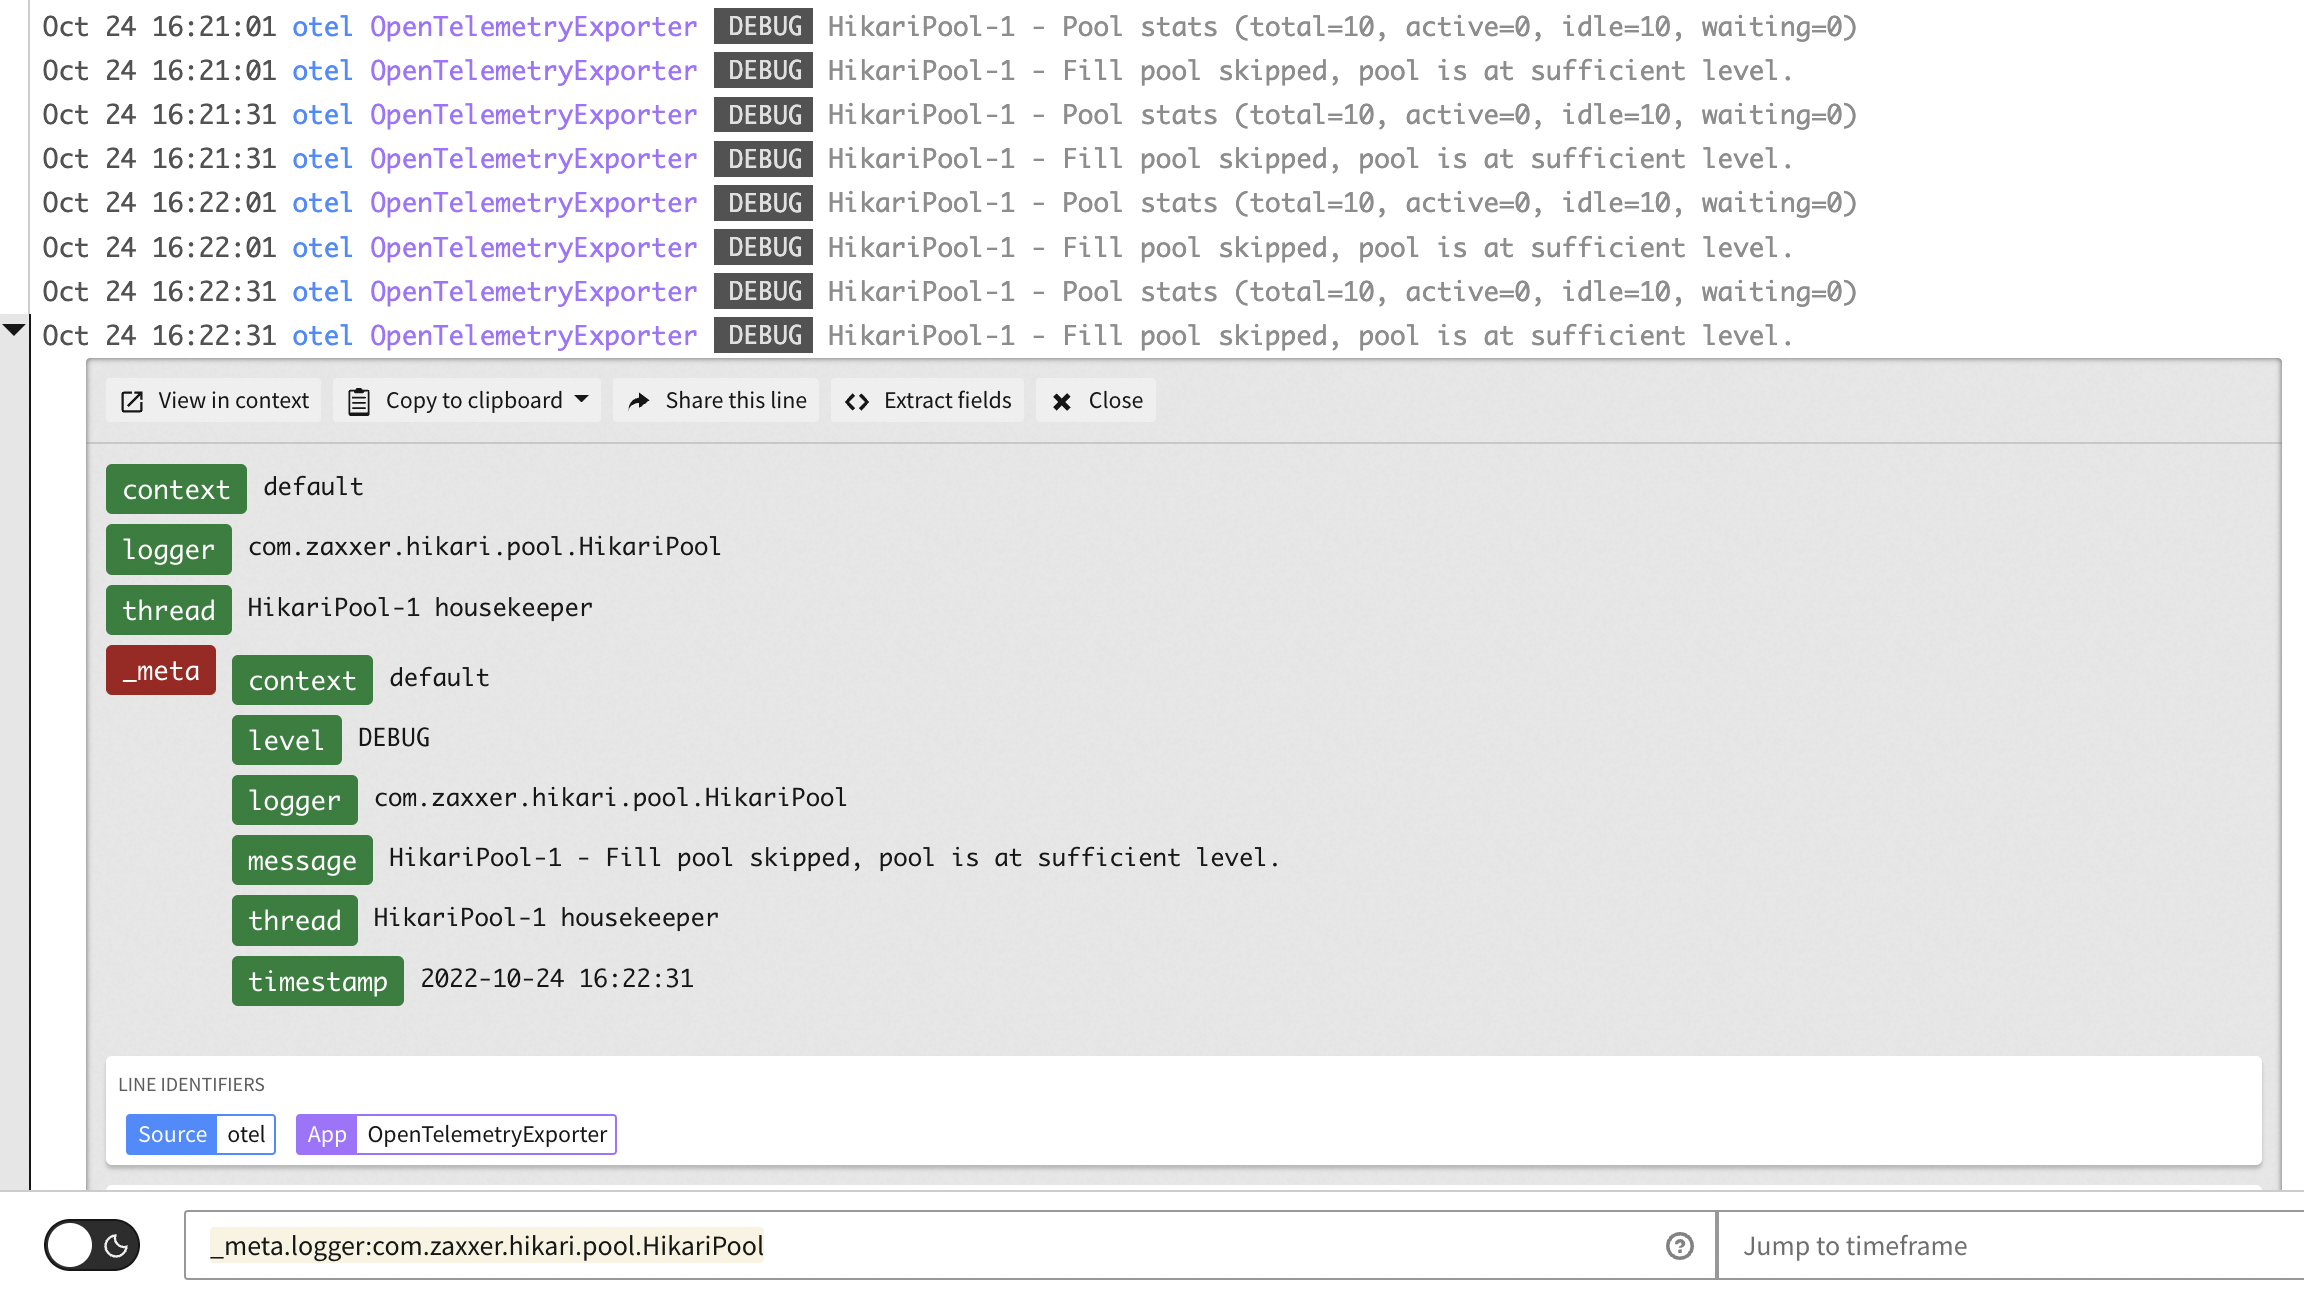 Oct 24 16:21:01 otel OpenTelemetryExporter DEBUG HikariPool-1 - Pool stats (total=10, active=0, idle=10, waiting=0)
Oct 24 16:21:01 otel OpenTelemetryExporter DEBUG HikariPool-1 - Fill pool skipped, pool is at sufficient level.
Oct 24 16:21:31 otel OpenTelemetryExporter DEBUG HikariPool-1 - Pool stats (total=10, active=0, idle=10, waiting=0)
Oct 24 16:21:31 otel OpenTelemetryExporter DEBUG HikariPool-1 - Fill pool skipped, pool is at sufficient level.
Oct 24 16:22:01 otel OpenTelemetryExporter DEBUG HikariPool-1 - Pool stats (total=10, active=0, idle=10, waiting=0)
Oct 24 16:22:01 otel OpenTelemetryExporter DEBUG HikariPool-1 - Fill pool skipped, pool is at sufficient level.
Oct 24 16:22:31 otel OpenTelemetryExporter DEBUG HikariPool-1 - Pool stats (total=10, active=0, idle=10, waiting=0)
Oct 24 16:22:31 otel OpenTelemetryExporter DEBUG HikariPool-1 - Fill pool skipped, pool is at sufficient level.
View in context Copy to clipboard Share this line Extract fields Close
context default
logger com.zaxxer.hikari.pool.HikariPool
thread HikariPool-1 housekeeper
_meta context default
level DEBUG
logger com.zaxxer.hikari.pool.HikariPool
message HikariPool-1 - Fill pool skipped, pool is at sufficient level.
thread HikariPool-1 housekeeper
timestamp 2022-10-24 16:22:31
LINE IDENTIFIERS
Source otel App OpenTelemetryExporter
_meta.logger:com.zaxxer.hikari.pool.HikariPool ? Jump to timeframe